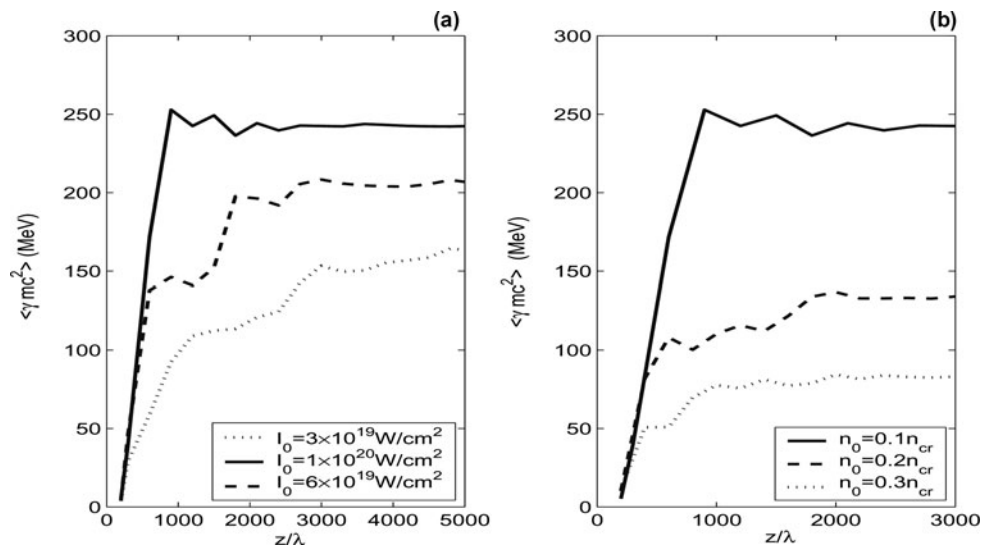 (a)
300
250
200
150
100
50
0
<γ mc²> (MeV)
0 1000 2000 3000 4000 5000
z/λ
I₀=3×10¹⁹W/cm²
I₀=1×10²⁰W/cm²
I₀=6×10¹⁹W/cm²
(b)
300
250
200
150
100
50
0
<γ mc²> (MeV)
0 1000 2000 3000
z/λ
n₀=0.1n_cr
n₀=0.2n_cr
n₀=0.3n_cr